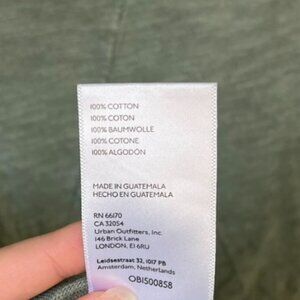 100% COTTON
100% COTON
100% BAUMWOLLE
100% COTONE
100% ALGODÓN
MADE IN GUATEMALA
HECHO EN GUATEMALA
RN 66170
CA 32054
Urban Outfitters, Inc.
146 Brick Lane
LONDON, E1 6RU
Leidsestraat 32, 1017 PB
Amsterdam, Netherlands
OB1500858